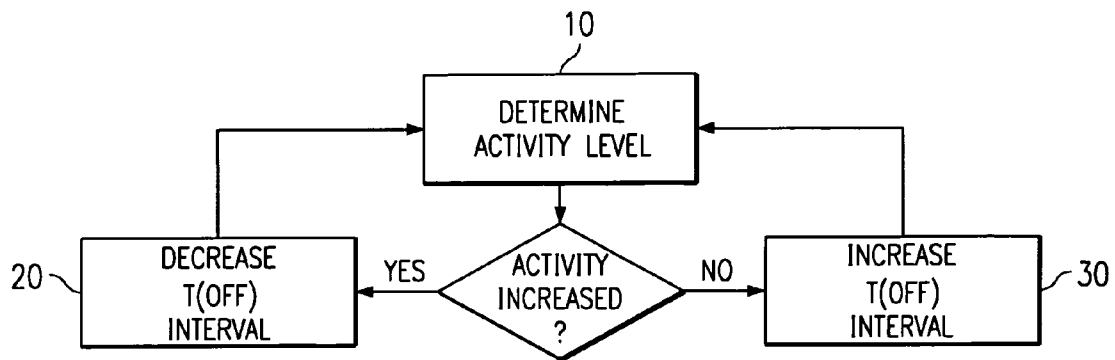 10
DETERMINE
ACTIVITY LEVEL
20
DECREASE
T(OFF)
INTERVAL
YES
ACTIVITY
INCREASED
?
NO
INCREASE
T(OFF)
INTERVAL
30